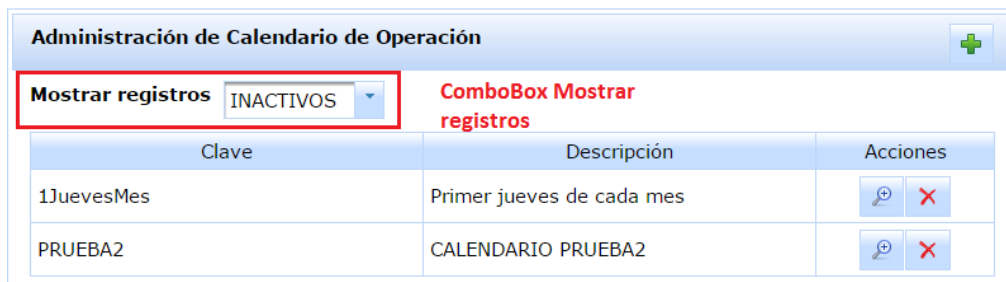 Administración de Calendario de Operación
Mostrar registros INACTIVOS ComboBox Mostrar
registros
Clave Descripción Acciones
1JuevesMes Primer jueves de cada mes
PRUEBA2 CALENDARIO PRUEBA2